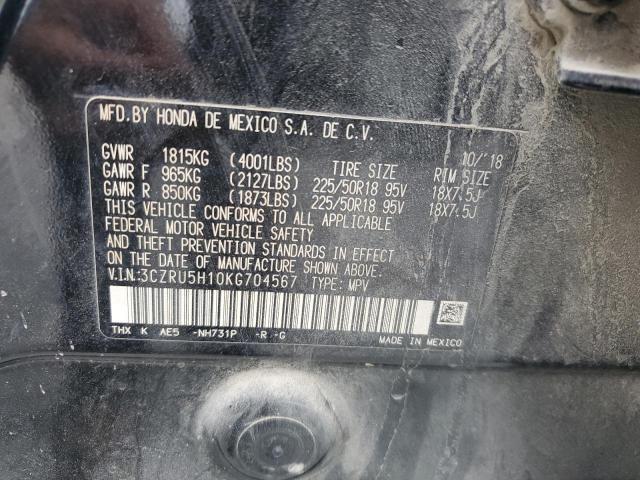 MFD.BY HONDA DE MEXICO S.A. DE C.V.
10/'18
GVWR 1815KG (4001LBS) TIRE SIZE RIM SIZE
GAWR F 965KG (2127LBS) 225/50R18 95V 18X7.5J
GAWR R 850KG (1873LBS) 225/50R18 95V 18X7.5J
THIS VEHICLE CONFORMS TO ALL APPLICABLE
FEDERAL MOTOR VEHICLE SAFETY
AND THEFT PREVENTION STANDARDS IN EFFECT
ON THE DATE OF MANUFACTURE SHOWN ABOVE.
V.I.N:3CZRU5H10KG704567 TYPE: MPV
THX K AE5 -NH731P -R -G
MADE IN MEXICO